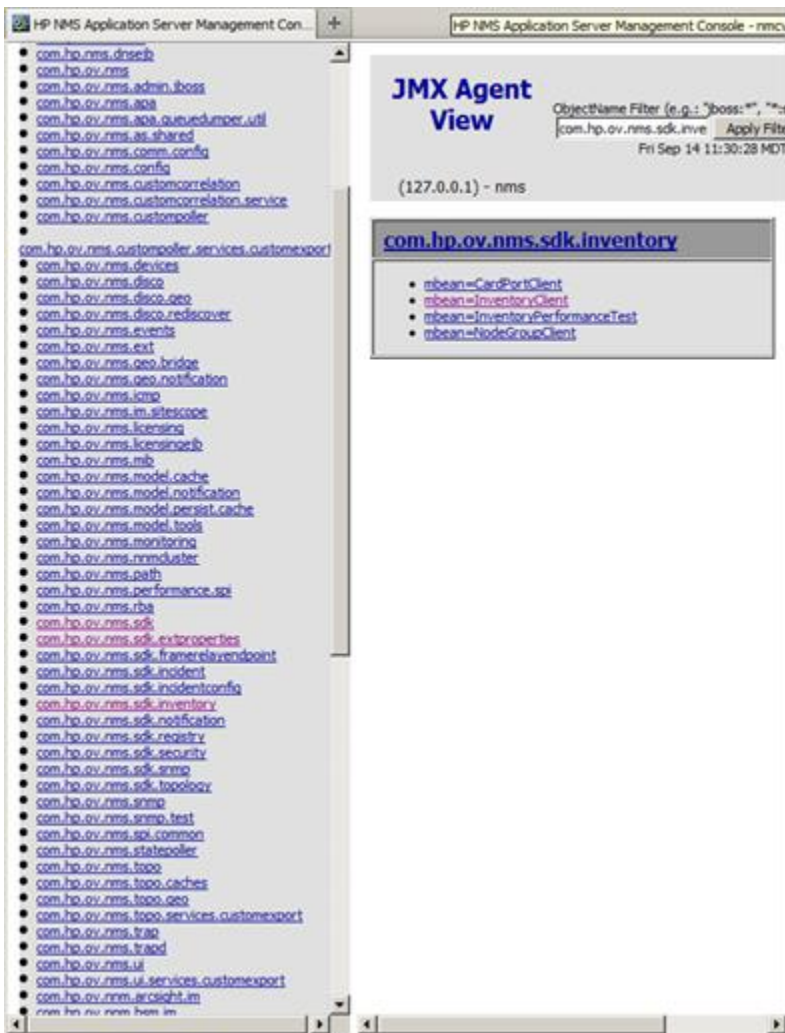 HP NMS Application Server Management Con...
HP NMS Application Server Management Console - nmcv
com.hp.nms.dnsejb
com.hp.ov.nms
com.hp.ov.nms.admin.jboss
com.hp.ov.nms.apa
com.hp.ov.nms.apa.queuedumper_util
com.hp.ov.nms.as.shared
com.hp.ov.nms.comm.config
com.hp.ov.nms.config
com.hp.ov.nms.customcorrelation
com.hp.ov.nms.customcorrelation.service
com.hp.ov.nms.custompoller
com.hp.ov.nms.custompoller.services.customexport
com.hp.ov.nms.devices
com.hp.ov.nms.disco
com.hp.ov.nms.disco.geo
com.hp.ov.nms.disco.rediscover
com.hp.ov.nms.events
com.hp.ov.nms.ext
com.hp.ov.nms.geo.bridge
com.hp.ov.nms.geo.notification
com.hp.ov.nms.icmp
com.hp.ov.nms.im.sitescope
com.hp.ov.nms.licensing
com.hp.ov.nms.licensingejb
com.hp.ov.nms.mib
com.hp.ov.nms.model.cache
com.hp.ov.nms.model.notification
com.hp.ov.nms.model.persist.cache
com.hp.ov.nms.model.tools
com.hp.ov.nms.monitoring
com.hp.ov.nms.nnmcluster
com.hp.ov.nms.path
com.hp.ov.nms.performance.spi
com.hp.ov.nms.rba
com.hp.ov.nms.sdk
com.hp.ov.nms.sdk.extproperties
com.hp.ov.nms.sdk.framerelayendpoint
com.hp.ov.nms.sdk.incident
com.hp.ov.nms.sdk.incidentconfig
com.hp.ov.nms.sdk.inventory
com.hp.ov.nms.sdk.notification
com.hp.ov.nms.sdk.registry
com.hp.ov.nms.sdk.security
com.hp.ov.nms.sdk.snmp
com.hp.ov.nms.sdk.topology
com.hp.ov.nms.snmp
com.hp.ov.nms.snmp.test
com.hp.ov.nms.spi.common
com.hp.ov.nms.statepoller
com.hp.ov.nms.topo
com.hp.ov.nms.topo.caches
com.hp.ov.nms.topo.geo
com.hp.ov.nms.topo.services.customexport
com.hp.ov.nms.trap
com.hp.ov.nms.trapd
com.hp.ov.nms.ui
com.hp.ov.nms.ui.services.customexport
com.hp.ov.nnm.arcsight.im
com.hp.ov.nnm.bsm.im
JMX Agent
View
ObjectName Filter (e.g.: "jboss:*", "*:
com.hp.ov.nms.sdk.inve Apply Filte
Fri Sep 14 11:30:28 MDT
(127.0.0.1) - nms
com.hp.ov.nms.sdk.inventory
mbean=CardPortClient
mbean=InventoryClient
mbean=InventoryPerformanceTest
mbean=NodeGroupClient